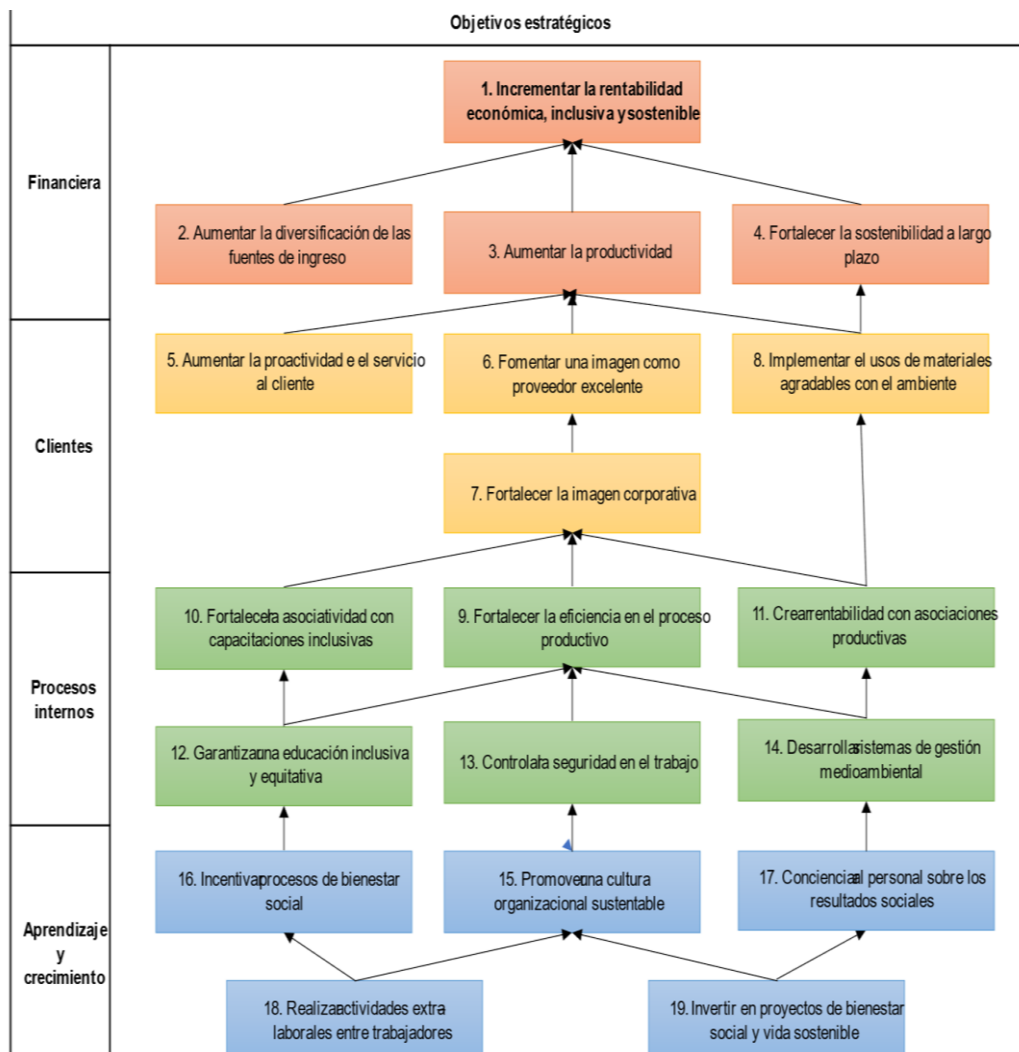 Objetivos estratégicos
Financiera
1. Incrementar la rentabilidad
económica, inclusiva y sostenible
2. Aumentar la diversificación de las
fuentes de ingreso
3. Aumentar la productividad
4. Fortalecer la sostenibilidad a largo
plazo
Clientes
5. Aumentar la proactividad e el servicio
al cliente
6. Fomentar una imagen como
proveedor excelente
8. Implementar el usos de materiales
agradables con el ambiente
7. Fortalecer la imagen corporativa
Procesos
internos
10. Fortalecer la asociatividad con
capacitaciones inclusivas
9. Fortalecer la eficiencia en el proceso
productivo
11. Crear rentabilidad con asociaciones
productivas
12. Garantizar una educación inclusiva
y equitativa
13. Controlar la seguridad en el trabajo
14. Desarrollar sistemas de gestión
medioambiental
Aprendizaje
y
crecimiento
16. Incentivar procesos de bienestar
social
15. Promover una cultura
organizacional sustentable
17. Concienciar al personal sobre los
resultados sociales
18. Realizar actividades extra
laborales entre trabajadores
19. Invertir en proyectos de bienestar
social y vida sostenible